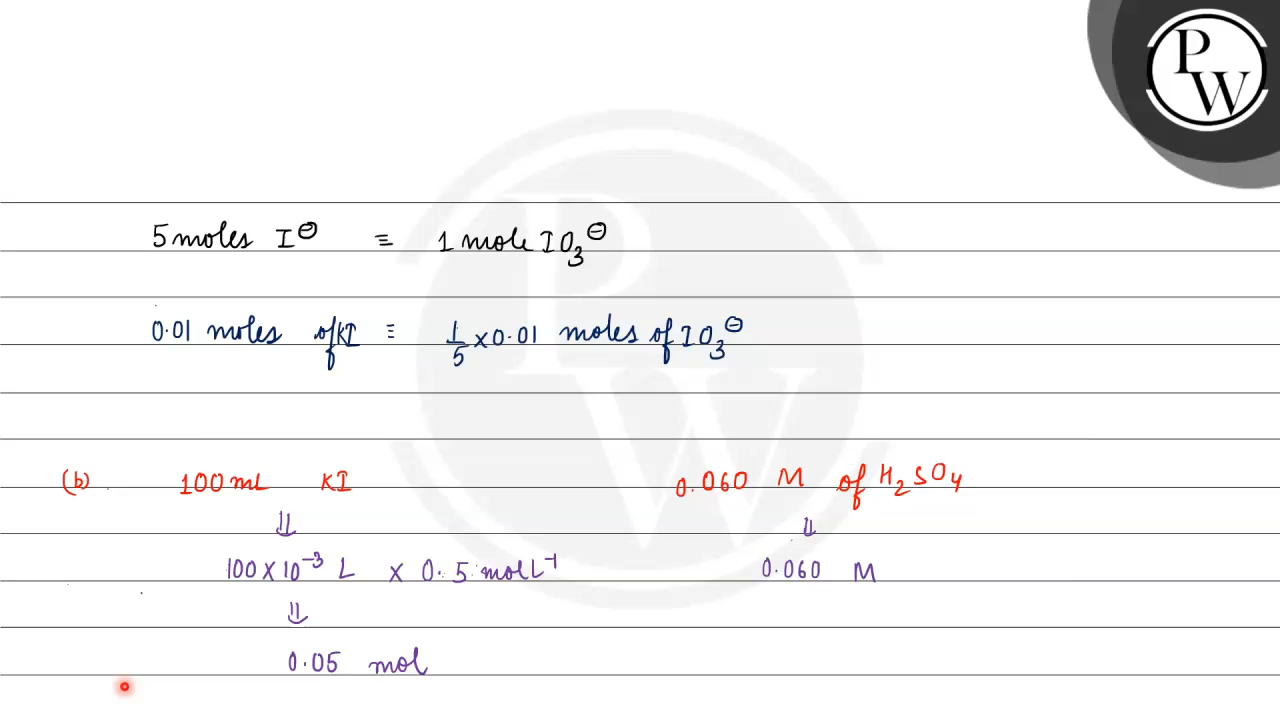 PW
5 moles I⊖ ≡ 1 mole IO₃⊖
0.01 moles of KI ≡ 1/5 × 0.01 moles of IO₃⊖
(b) 100 mL KI 0.060 M of H₂SO₄
⇓ ⇓
100 × 10⁻³ L × 0.5 mol L⁻¹ 0.060 M
⇓
0.05 mol